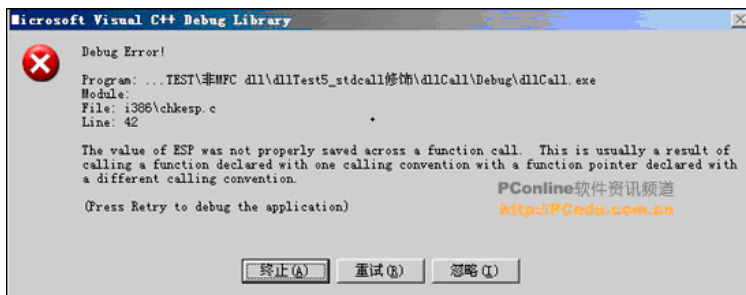 Microsoft Visual C++ Debug Library
Debug Error!
Program: ...TEST\非MFC dll\dllTest5_stdcall修饰\dllCall\Debug\dllCall.exe
Module:
File: i386\chkesp.c
Line: 42
The value of ESP was not properly saved across a function call.  This is usually a result of
calling a function declared with one calling convention with a function pointer declared with
a different calling convention.
PConline软件资讯频道
(Press Retry to debug the application)
http://PCedu.com.cn
终止(A)
重试(R)
忽略(I)